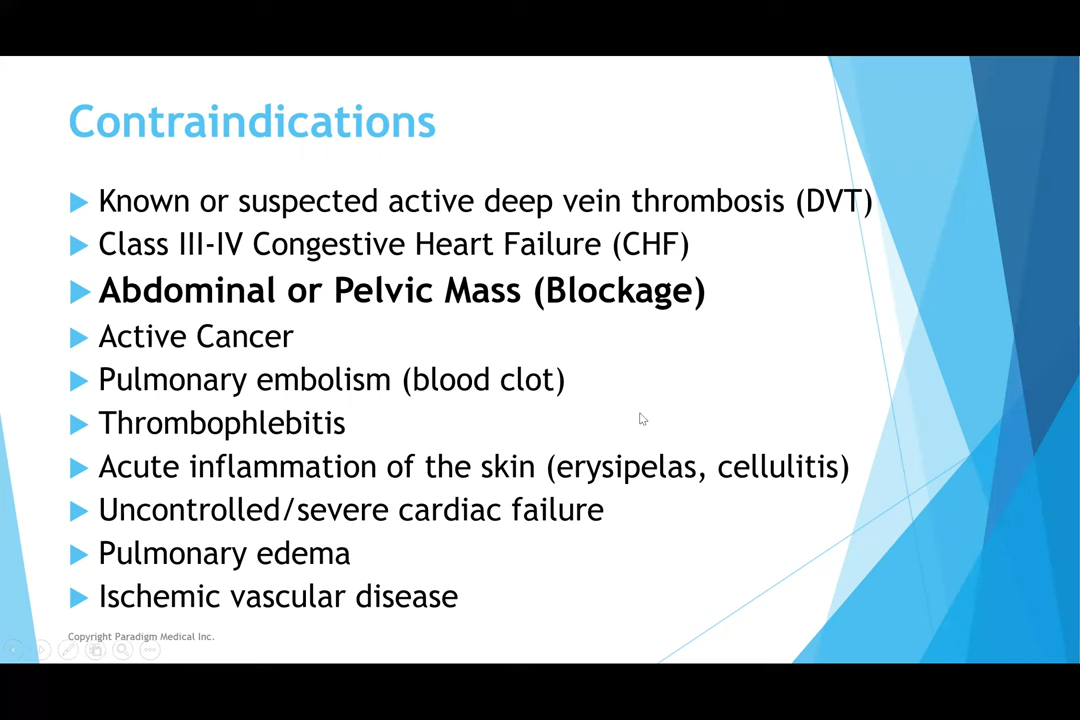 Contraindications
Known or suspected active deep vein thrombosis (DVT)
Class III-IV Congestive Heart Failure (CHF)
Abdominal or Pelvic Mass (Blockage)
Active Cancer
Pulmonary embolism (blood clot)
Thrombophlebitis
Acute inflammation of the skin (erysipelas, cellulitis)
Uncontrolled/severe cardiac failure
Pulmonary edema
Ischemic vascular disease
Copyright Paradigm Medical Inc.